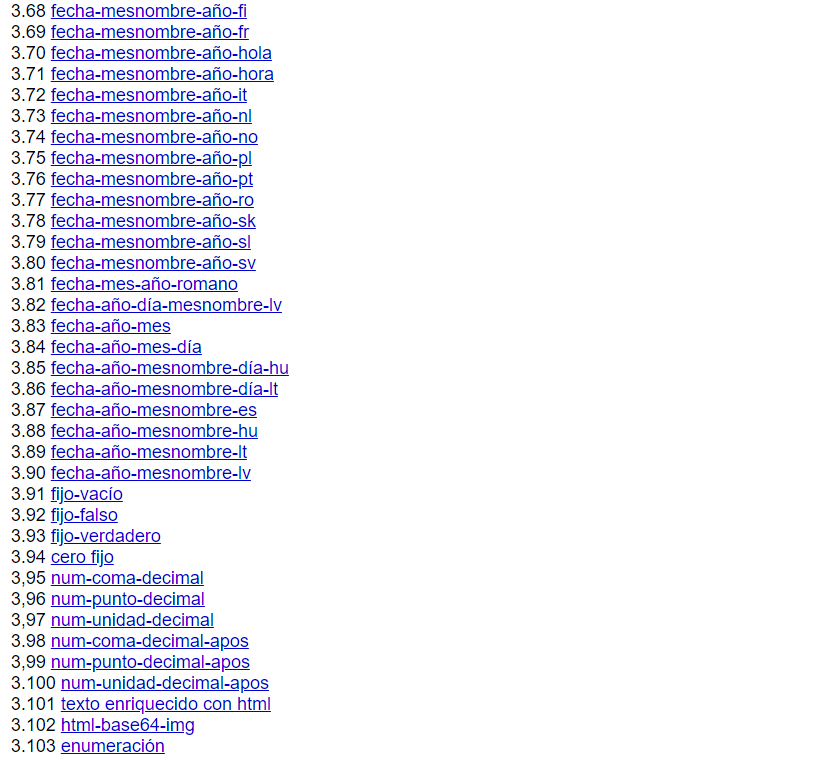 3.68 fecha-mesnombre-año-fi
3.69 fecha-mesnombre-año-fr
3.70 fecha-mesnombre-año-hola
3.71 fecha-mesnombre-año-hora
3.72 fecha-mesnombre-año-it
3.73 fecha-mesnombre-año-nl
3.74 fecha-mesnombre-año-no
3.75 fecha-mesnombre-año-pl
3.76 fecha-mesnombre-año-pt
3.77 fecha-mesnombre-año-ro
3.78 fecha-mesnombre-año-sk
3.79 fecha-mesnombre-año-sl
3.80 fecha-mesnombre-año-sv
3.81 fecha-mes-año-romano
3.82 fecha-año-día-mesnombre-lv
3.83 fecha-año-mes
3.84 fecha-año-mes-día
3.85 fecha-año-mesnombre-día-hu
3.86 fecha-año-mesnombre-día-lt
3.87 fecha-año-mesnombre-es
3.88 fecha-año-mesnombre-hu
3.89 fecha-año-mesnombre-lt
3.90 fecha-año-mesnombre-lv
3.91 fijo-vacío
3.92 fijo-falso
3.93 fijo-verdadero
3.94 cero fijo
3,95 num-coma-decimal
3,96 num-punto-decimal
3,97 num-unidad-decimal
3.98 num-coma-decimal-apos
3,99 num-punto-decimal-apos
3.100 num-unidad-decimal-apos
3.101 texto enriquecido con html
3.102 html-base64-img
3.103 enumeración